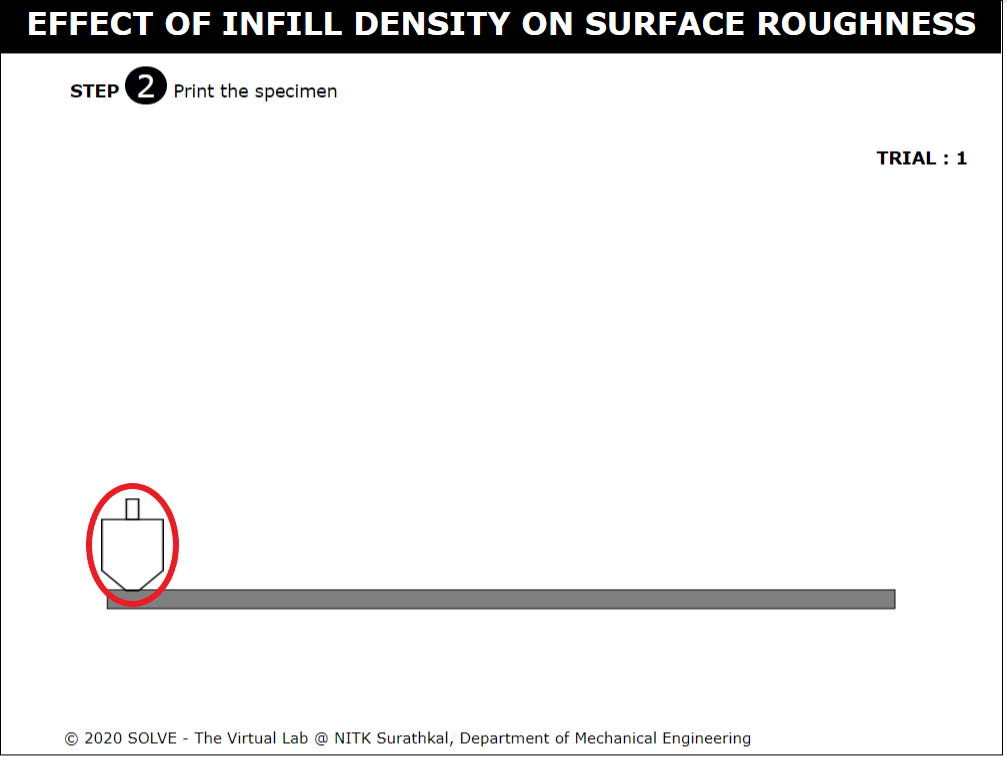 EFFECT OF INFILL DENSITY ON SURFACE ROUGHNESS
STEP 2 Print the specimen
TRIAL : 1
© 2020 SOLVE - The Virtual Lab @ NITK Surathkal, Department of Mechanical Engineering